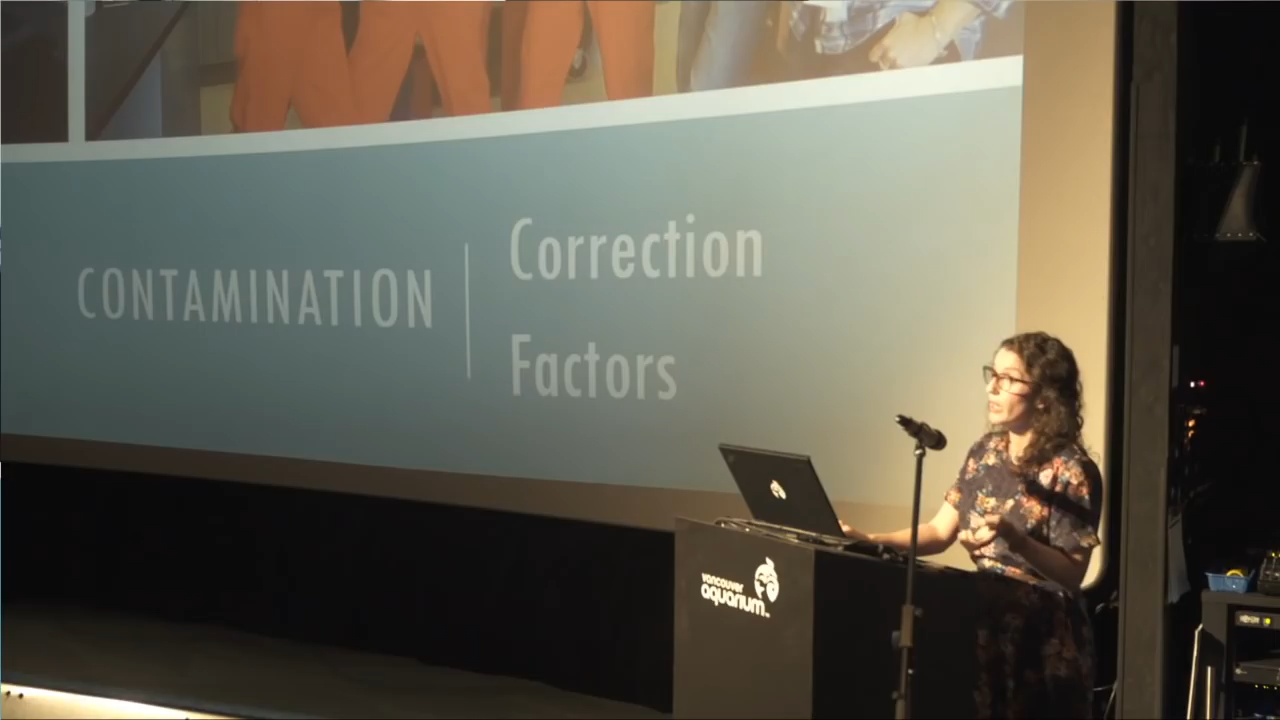 CONTAMINATION
Correction
Factors
vancouver
aquarium